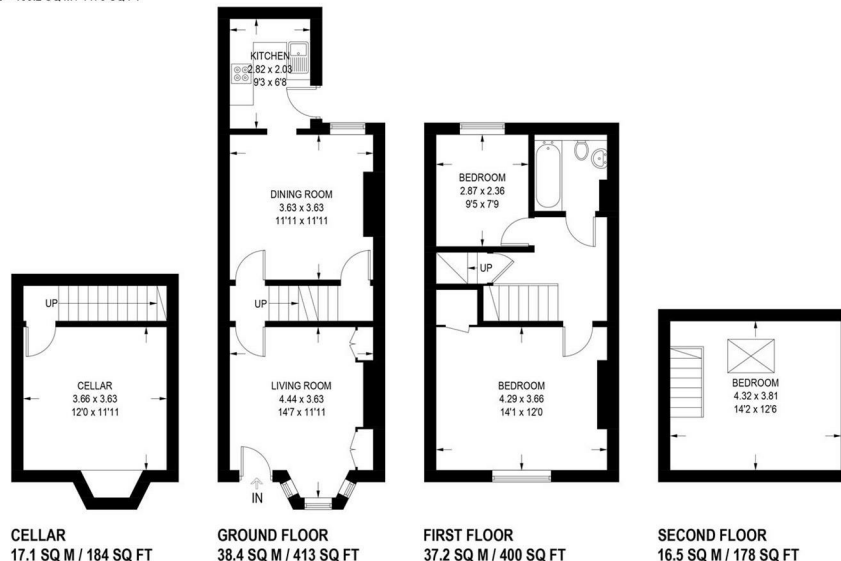 KITCHEN
2.82 x 2.03
9'3 x 6'8
DINING ROOM
3.63 x 3.63
11'11 x 11'11
UP
LIVING ROOM
4.44 x 3.63
14'7 x 11'11
IN
UP
CELLAR
3.66 x 3.63
12'0 x 11'11
BEDROOM
2.87 x 2.36
9'5 x 7'9
UP
BEDROOM
4.29 x 3.66
14'1 x 12'0
BEDROOM
4.32 x 3.81
14'2 x 12'6
CELLAR
17.1 SQ M / 184 SQ FT
GROUND FLOOR
38.4 SQ M / 413 SQ FT
FIRST FLOOR
37.2 SQ M / 400 SQ FT
SECOND FLOOR
16.5 SQ M / 178 SQ FT